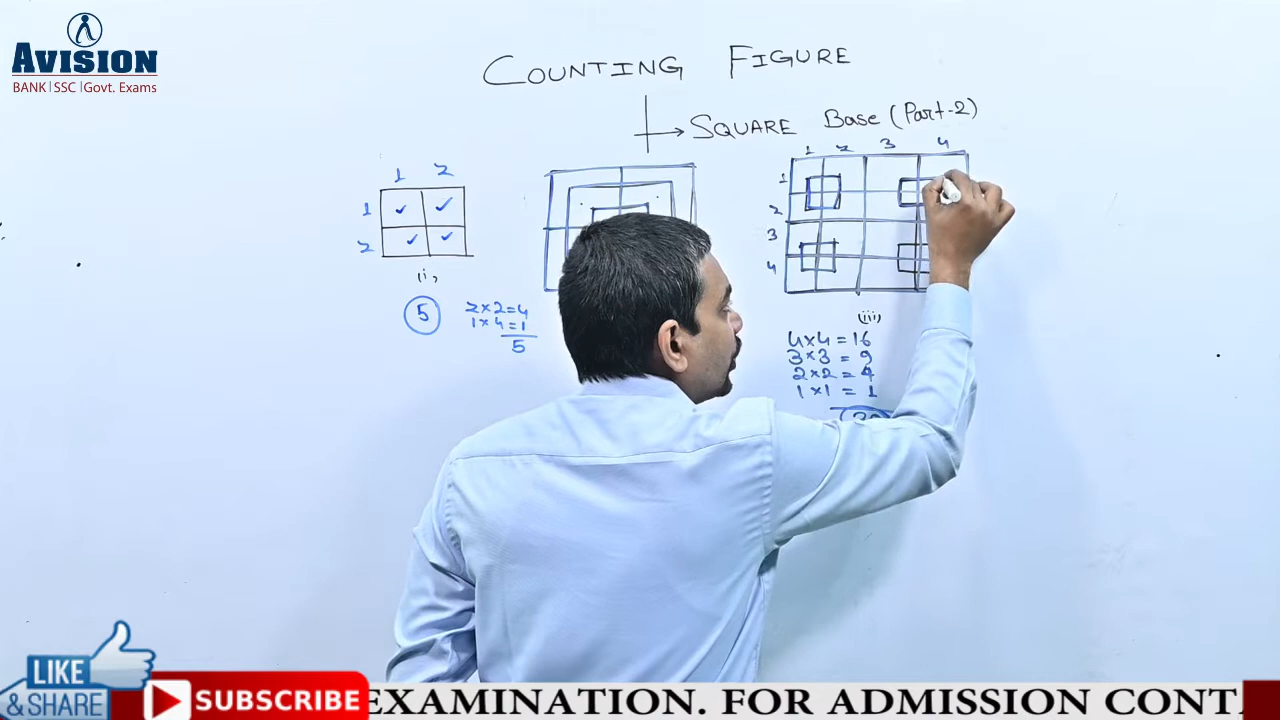 AVISION
BANK|SSC|Govt. Exams
COUNTING FIGURE
SQUARE Base (Part-2)
1 2
1
2
(i)
5
2×2=4
1×4=1
5
1 2 3 4
1
2
3
4
(iii)
4×4=16
3×3=9
2×2=4
1×1=1
LIKE
& SHARE
SUBSCRIBE
EXAMINATION. FOR ADMISSION CONT